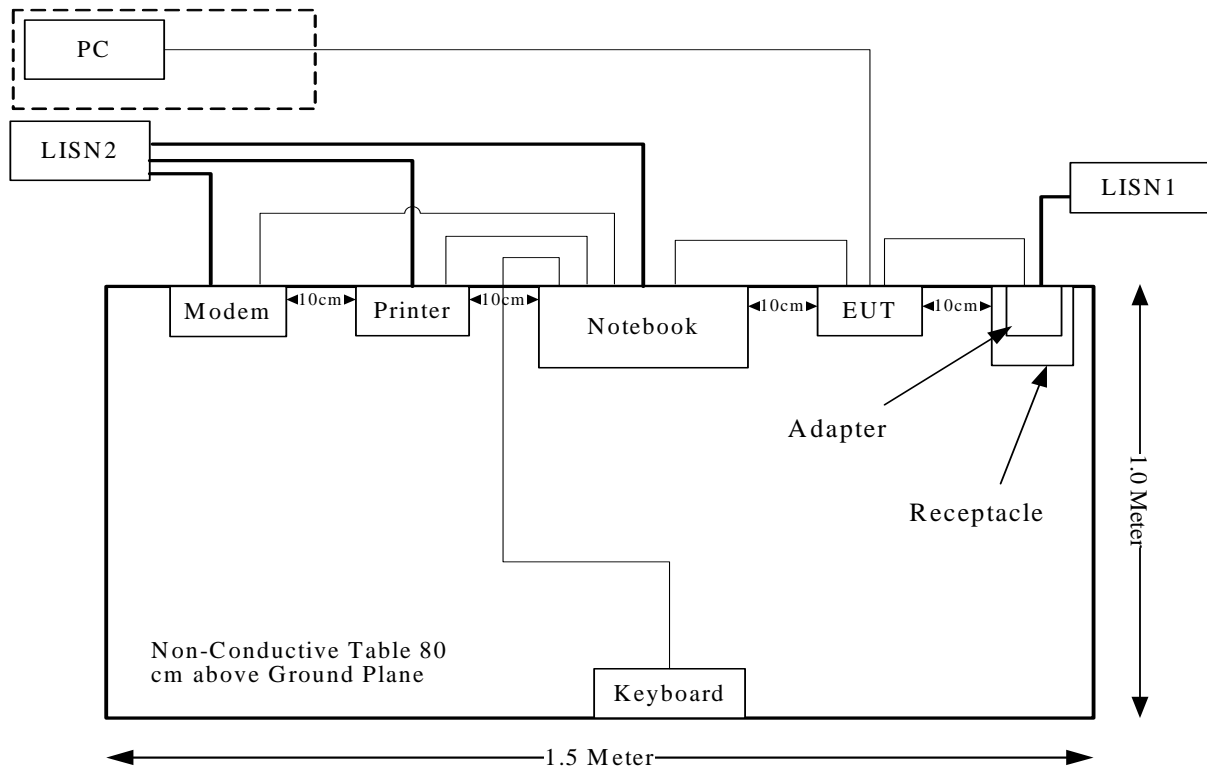 PC
LISN2
LISN1
Modem
10cm
Printer
10cm
Notebook
10cm
EUT
10cm
Adapter
Receptacle
1.0 Meter
Non-Conductive Table 80
cm above Ground Plane
Keyboard
1.5 Meter